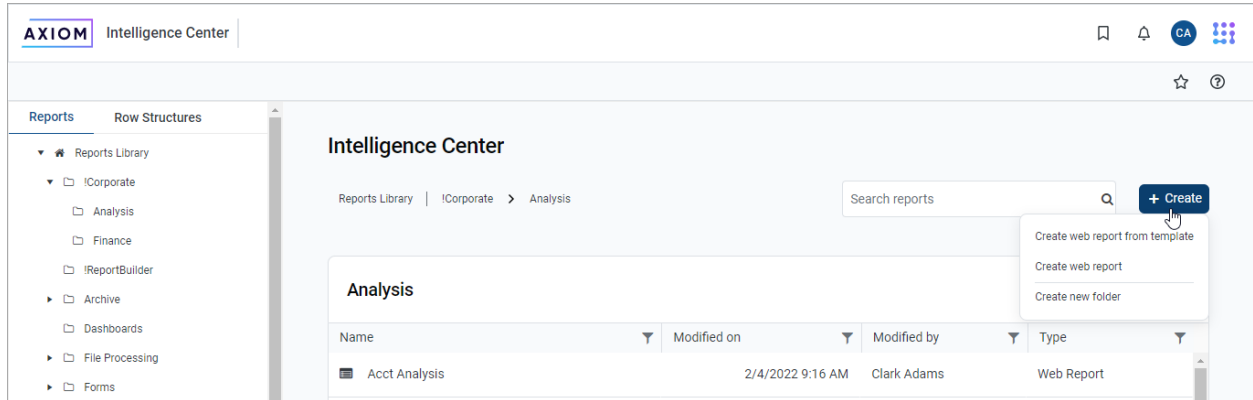 AXIOM Intelligence Center
CA
Reports Row Structures
Reports Library
!Corporate
Analysis
Finance
!ReportBuilder
Archive
Dashboards
File Processing
Forms
Intelligence Center
Reports Library | !Corporate > Analysis
Search reports
+ Create
Create web report from template
Create web report
Create new folder
Analysis
Name Modified on Modified by Type
Acct Analysis 2/4/2022 9:16 AM Clark Adams Web Report